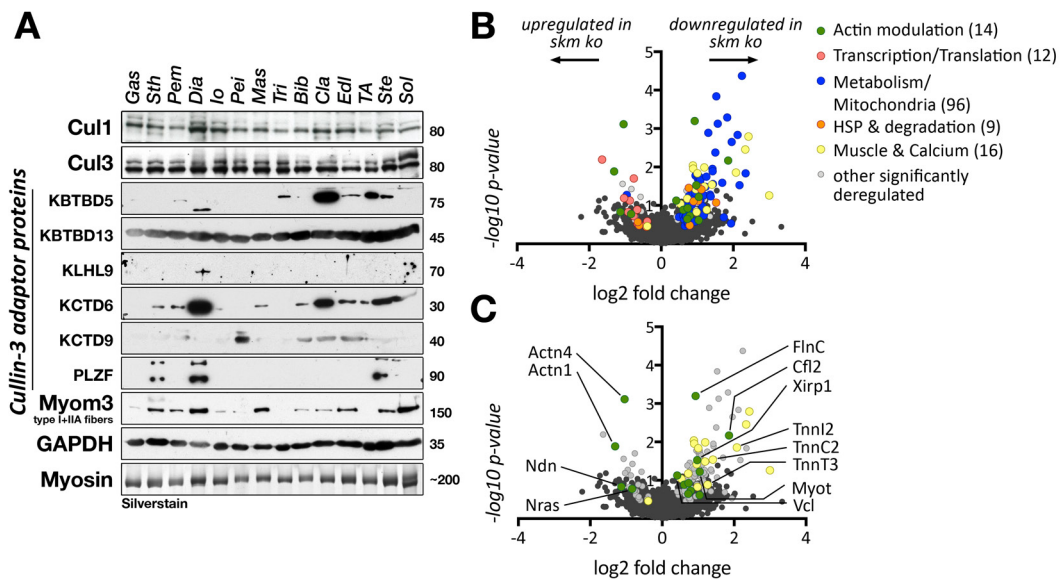 A
Gas
Sth
Pem
Dia
Io
Pei
Mas
Tri
Bib
Cla
Edl
TA
Ste
Sol
Cul1
80
Cul3
80
Cullin-3 adaptor proteins
KBTBD5
75
KBTBD13
45
KLHL9
70
KCTD6
30
KCTD9
40
PLZF
90
Myom3
type I+IIA fibers
150
GAPDH
35
Myosin
~200
Silverstain
B
upregulated in
skm ko
downregulated in
skm ko
5
4
3
2
1
-log10 p-value
-4
-2
0
2
4
log2 fold change
Actin modulation (14)
Transcription/Translation (12)
Metabolism/
Mitochondria (96)
HSP & degradation (9)
Muscle & Calcium (16)
other significantly
deregulated
C
5
4
3
2
1
-log10 p-value
Actn4
Actn1
Ndn
Nras
FlnC
Cfl2
Xirp1
TnnI2
TnnC2
TnnT3
Myot
Vcl
-4
-2
0
2
4
log2 fold change